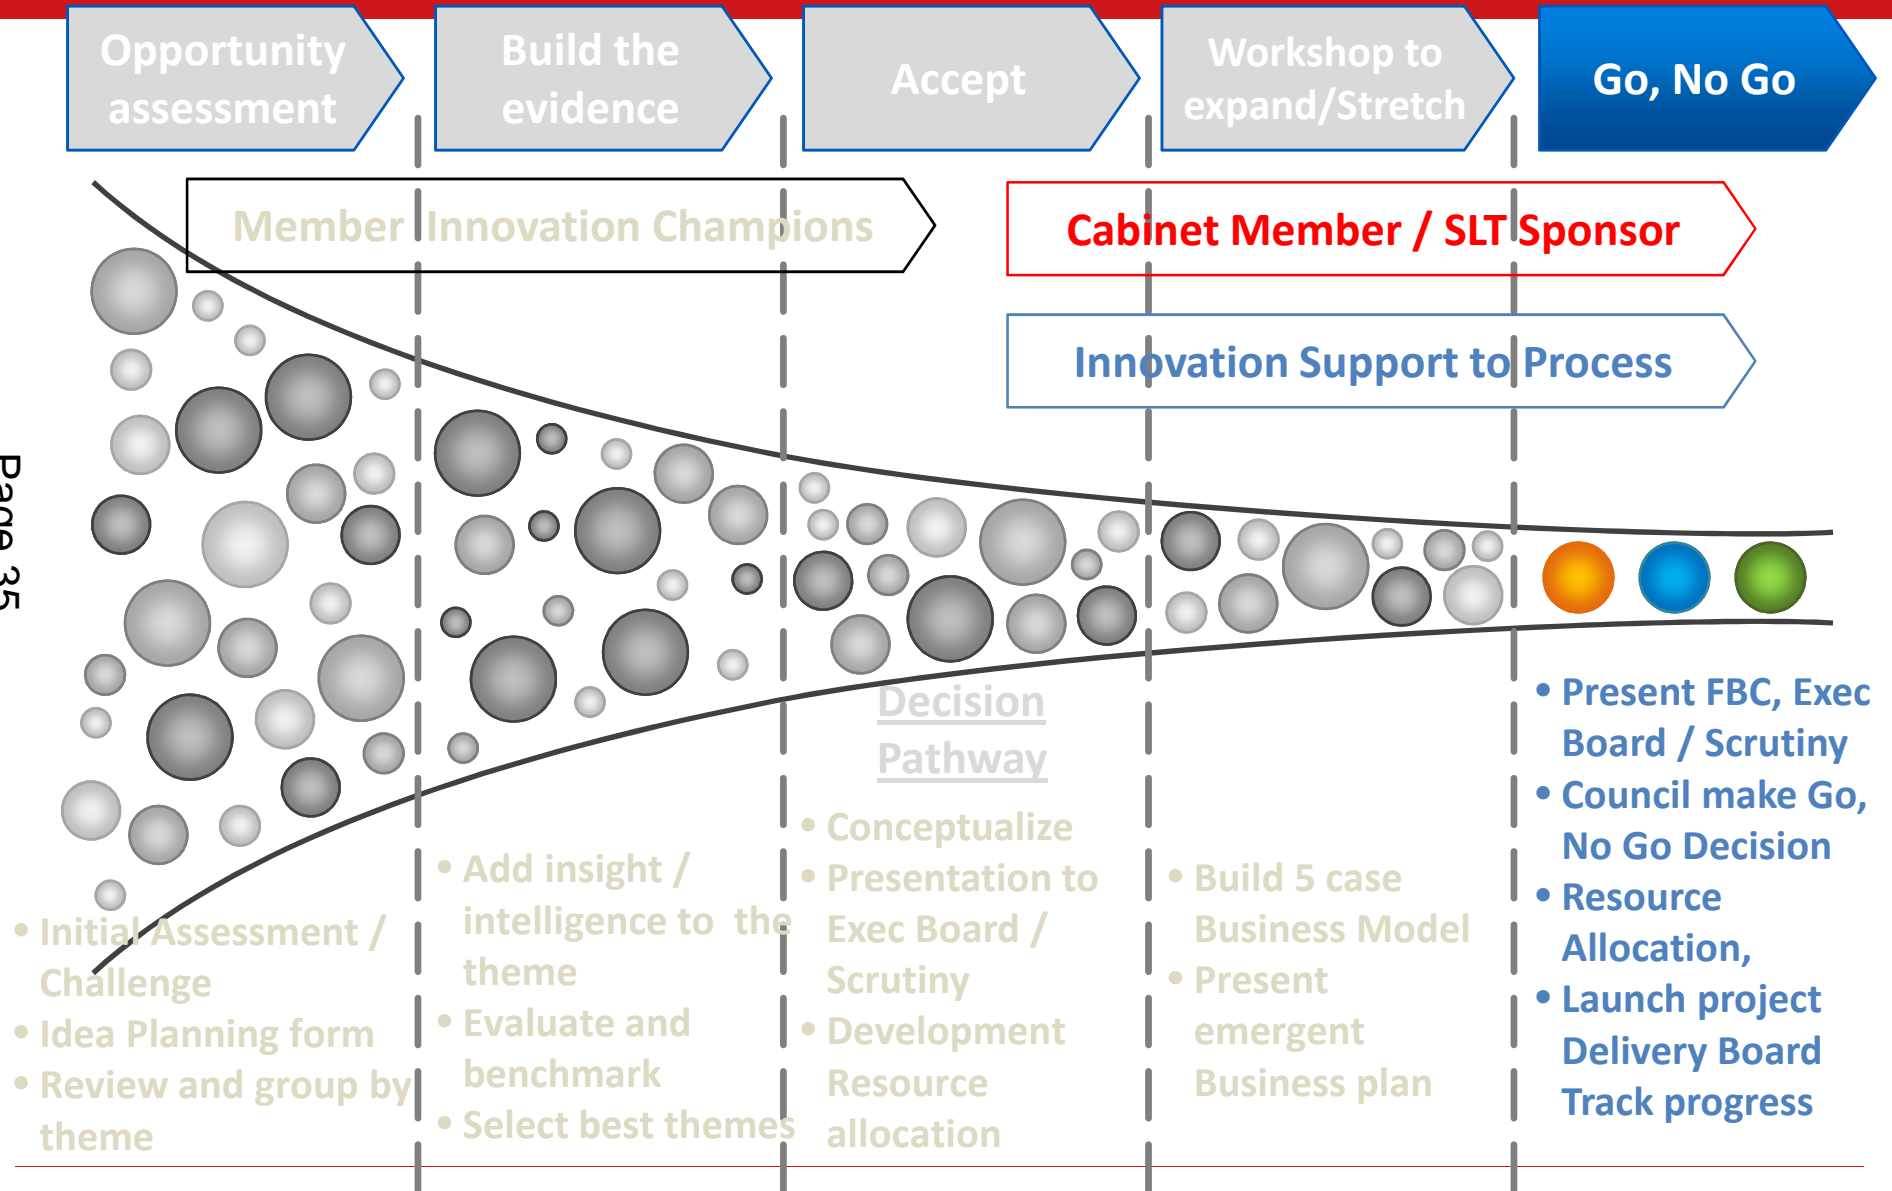 Opportunity
assessment
Build the
evidence
Accept
Workshop to
expand/Stretch
Go, No Go
Member Innovation Champions
Cabinet Member / SLT Sponsor
Innovation Support to Process
Page 35
• Initial Assessment /
Challenge
• Idea Planning form
• Review and group by
theme
• Add insight /
intelligence to the
theme
• Evaluate and
benchmark
• Select best themes
Decision
Pathway
• Conceptualize
• Presentation to
Exec Board /
Scrutiny
• Development
Resource
allocation
• Build 5 case
Business Model
• Present
emergent
Business plan
• Present FBC, Exec
Board / Scrutiny
• Council make Go,
No Go Decision
• Resource
Allocation,
• Launch project
Delivery Board
Track progress